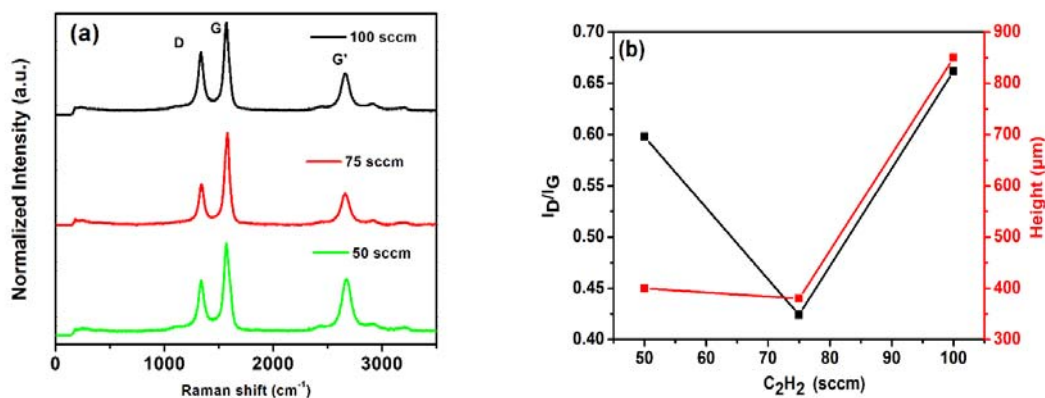 (a)
D
G
G'
100 sccm
75 sccm
50 sccm
Normalized Intensity (a.u.)
0 1000 2000 3000
Raman shift (cm⁻¹)
(b)
0.70
0.65
0.60
0.55
0.50
0.45
0.40
I_D/I_G
900
800
700
600
500
400
300
Height (µm)
50 60 70 80 90 100
C₂H₂ (sccm)